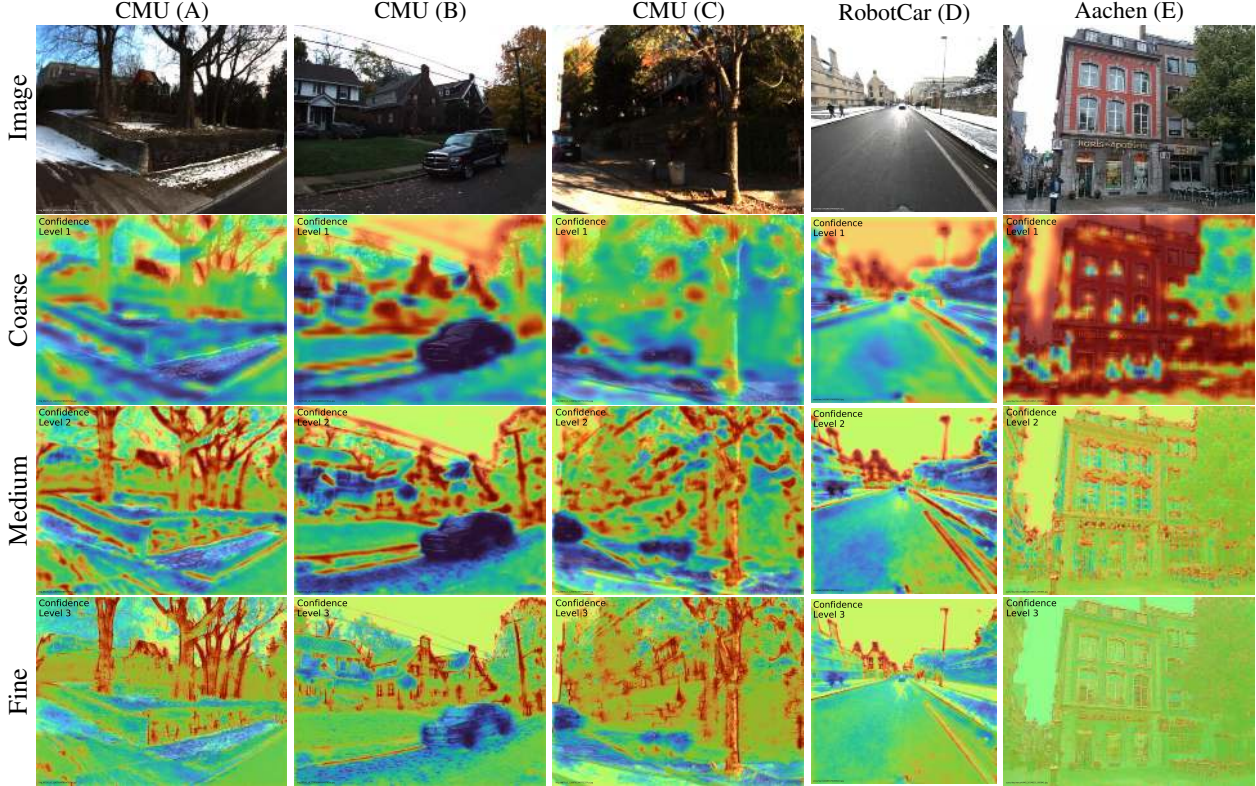 CMU (A) CMU (B) CMU (C) RobotCar (D) Aachen (E)
Image
Coarse
Confidence
Level 1
Confidence
Level 1
Confidence
Level 1
Confidence
Level 1
Confidence
Level 1
Medium
Confidence
Level 2
Confidence
Level 2
Confidence
Level 2
Confidence
Level 2
Confidence
Level 2
Fine
Confidence
Level 3
Confidence
Level 3
Confidence
Level 3
Confidence
Level 3
Confidence
Level 3